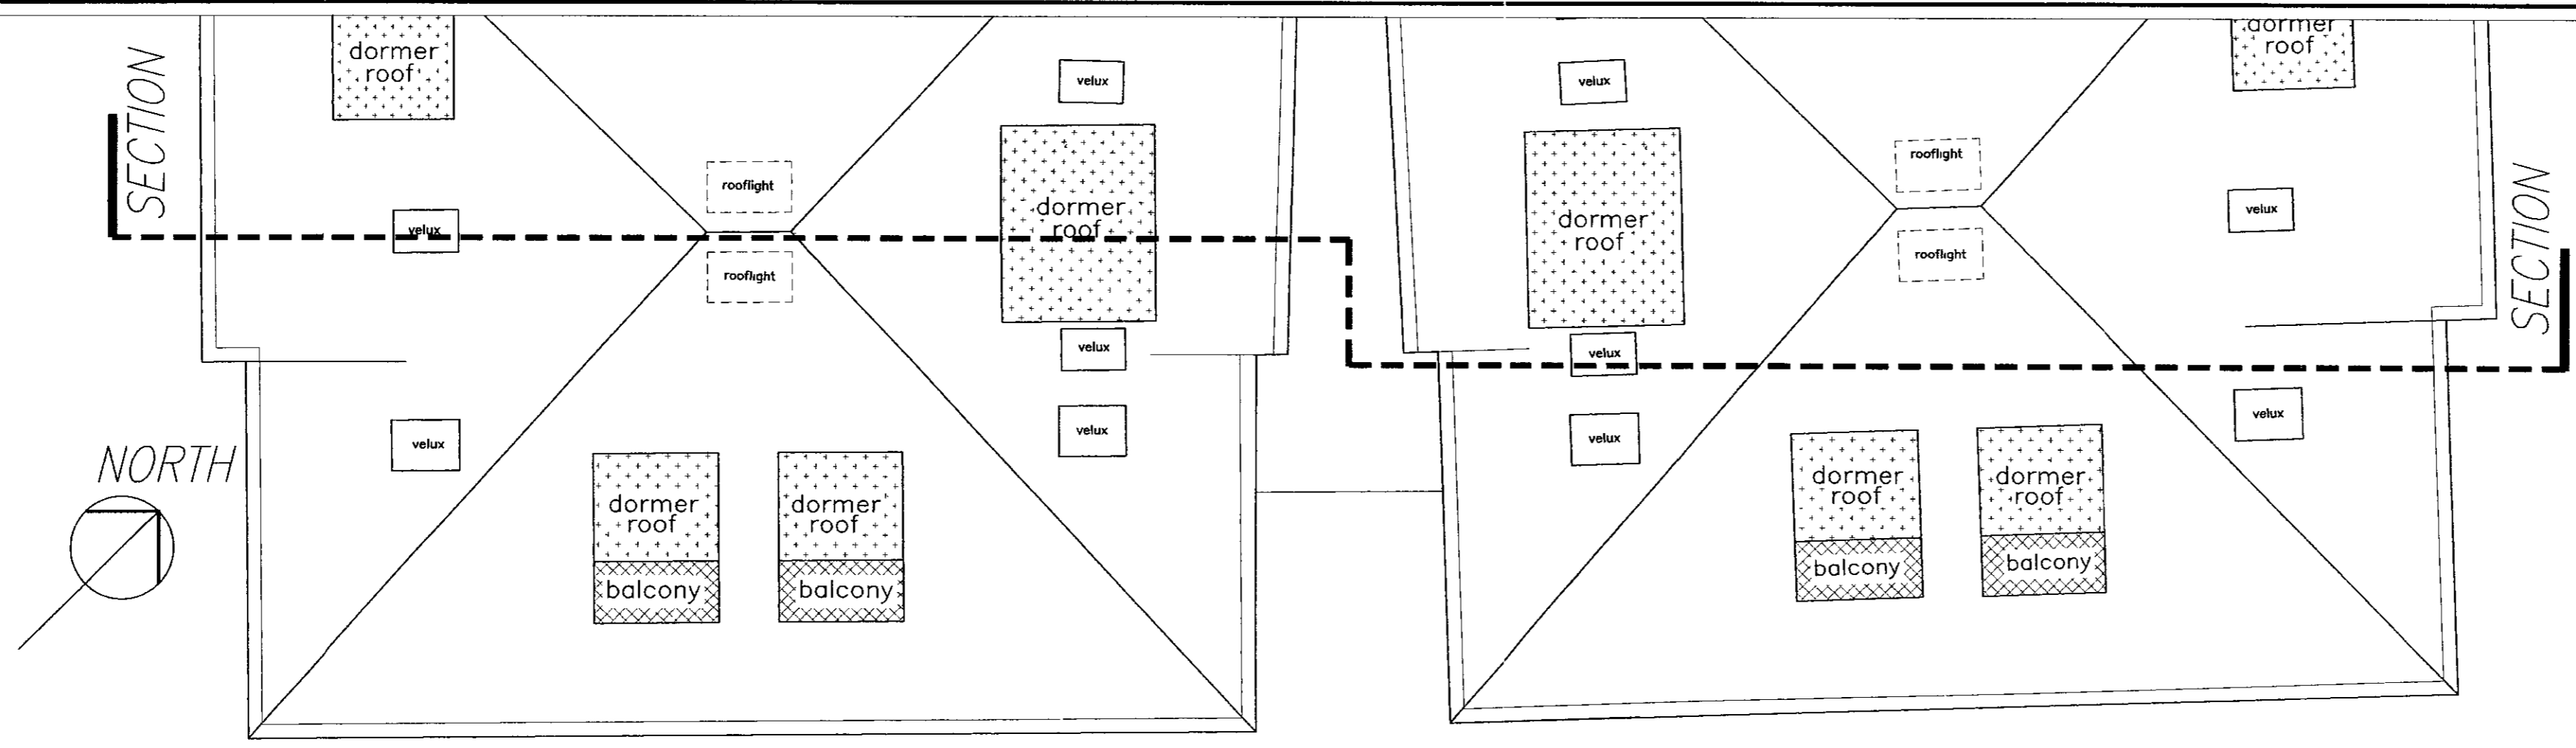 dormer
roof
SECTION
velux
rooflight
rooflight
velux
dormer
roof
velux
velux
velux
NORTH
dormer
roof
balcony
dormer
roof
balcony
velux
dormer
roof
velux
velux
rooflight
rooflight
dormer
roof
velux
velux
SECTION
dormer
roof
balcony
dormer
roof
balcony